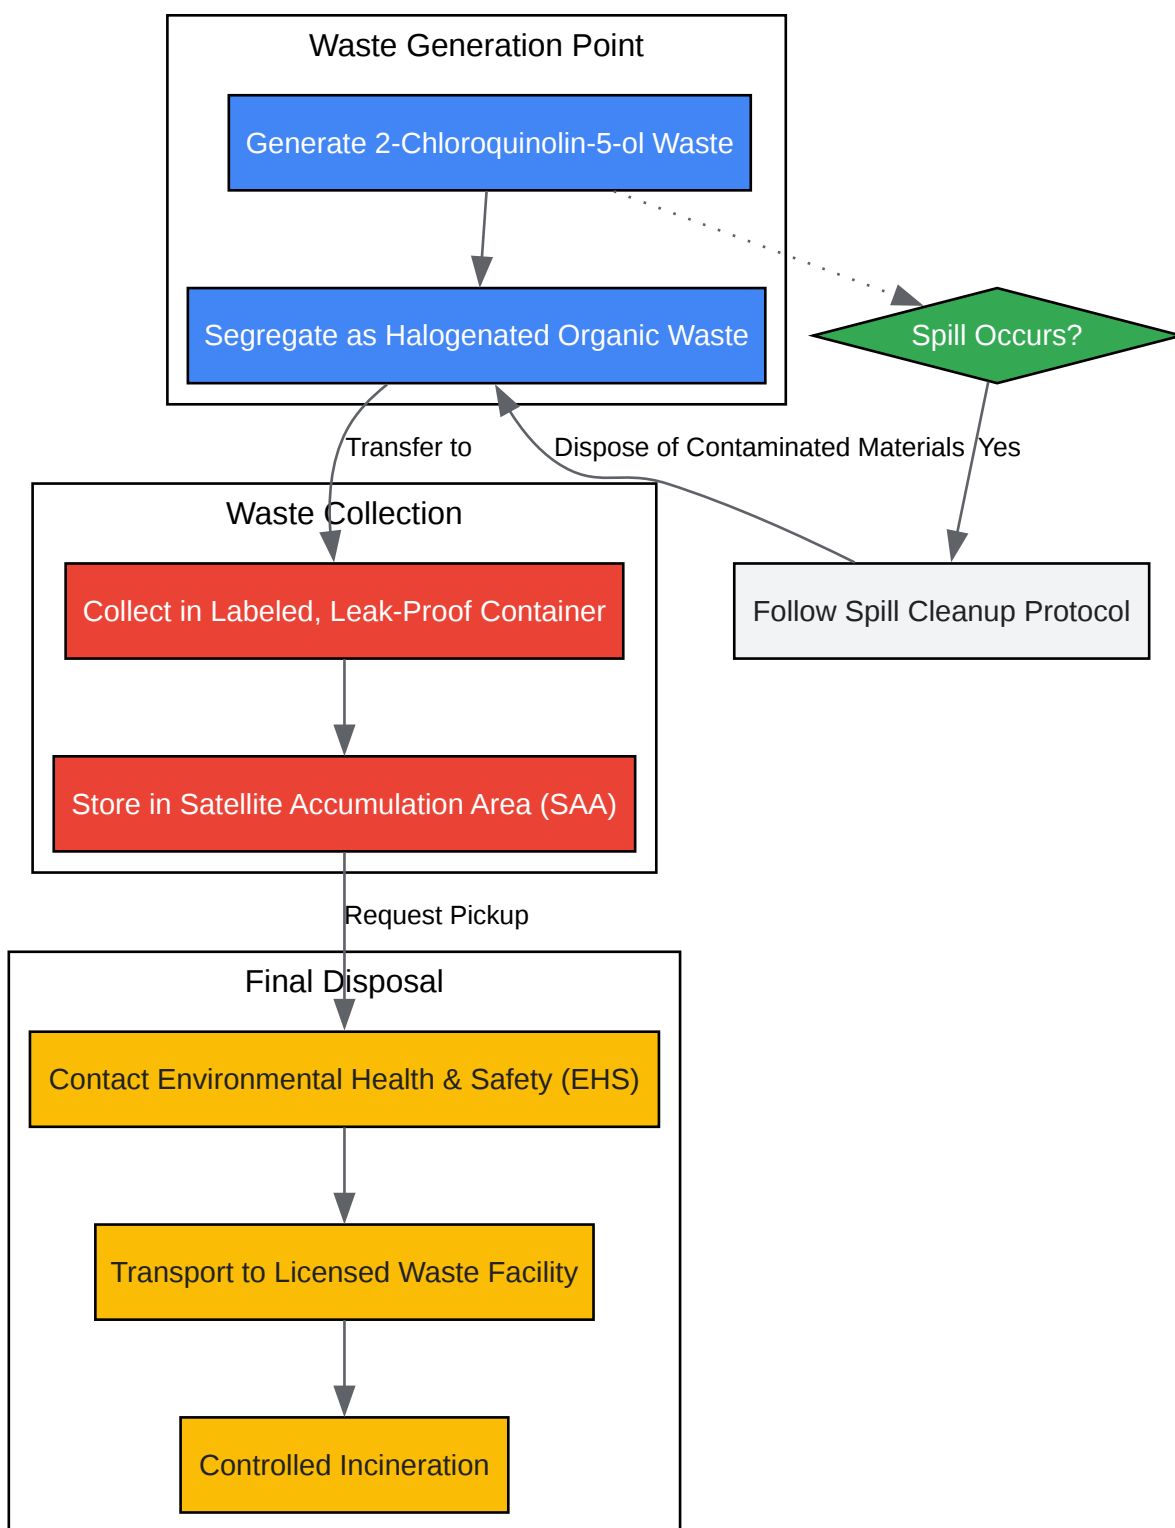 Waste Generation Point
Generate 2-Chloroquinolin-5-ol Waste
Segregate as Halogenated Organic Waste
Spill Occurs?
Transfer to
Dispose of Contaminated Materials
Yes
Waste Collection
Collect in Labeled, Leak-Proof Container
Follow Spill Cleanup Protocol
Store in Satellite Accumulation Area (SAA)
Request Pickup
Final Disposal
Contact Environmental Health & Safety (EHS)
Transport to Licensed Waste Facility
Controlled Incineration